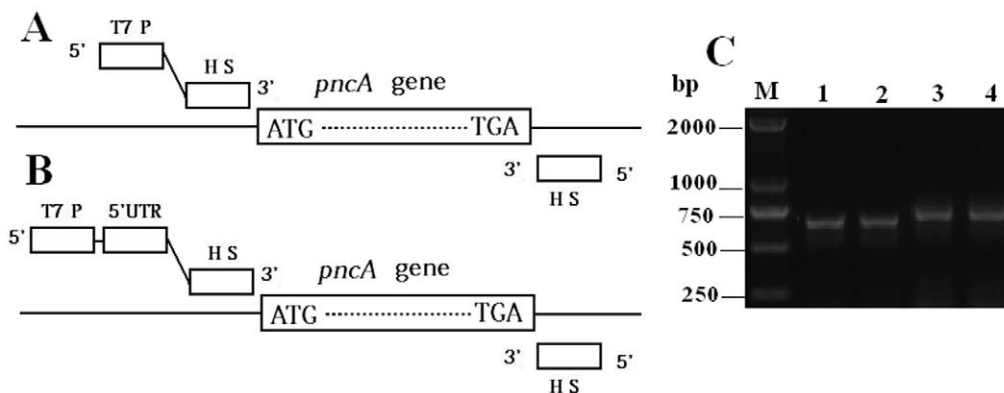 A
T7 P
5'
H S
3'
pncA gene
ATG TGA
3' 5'
H S
B
T7 P 5'UTR
5'
H S
3'
pncA gene
ATG TGA
3' 5'
H S
C
bp M 1 2 3 4
2000
1000
750
500
250